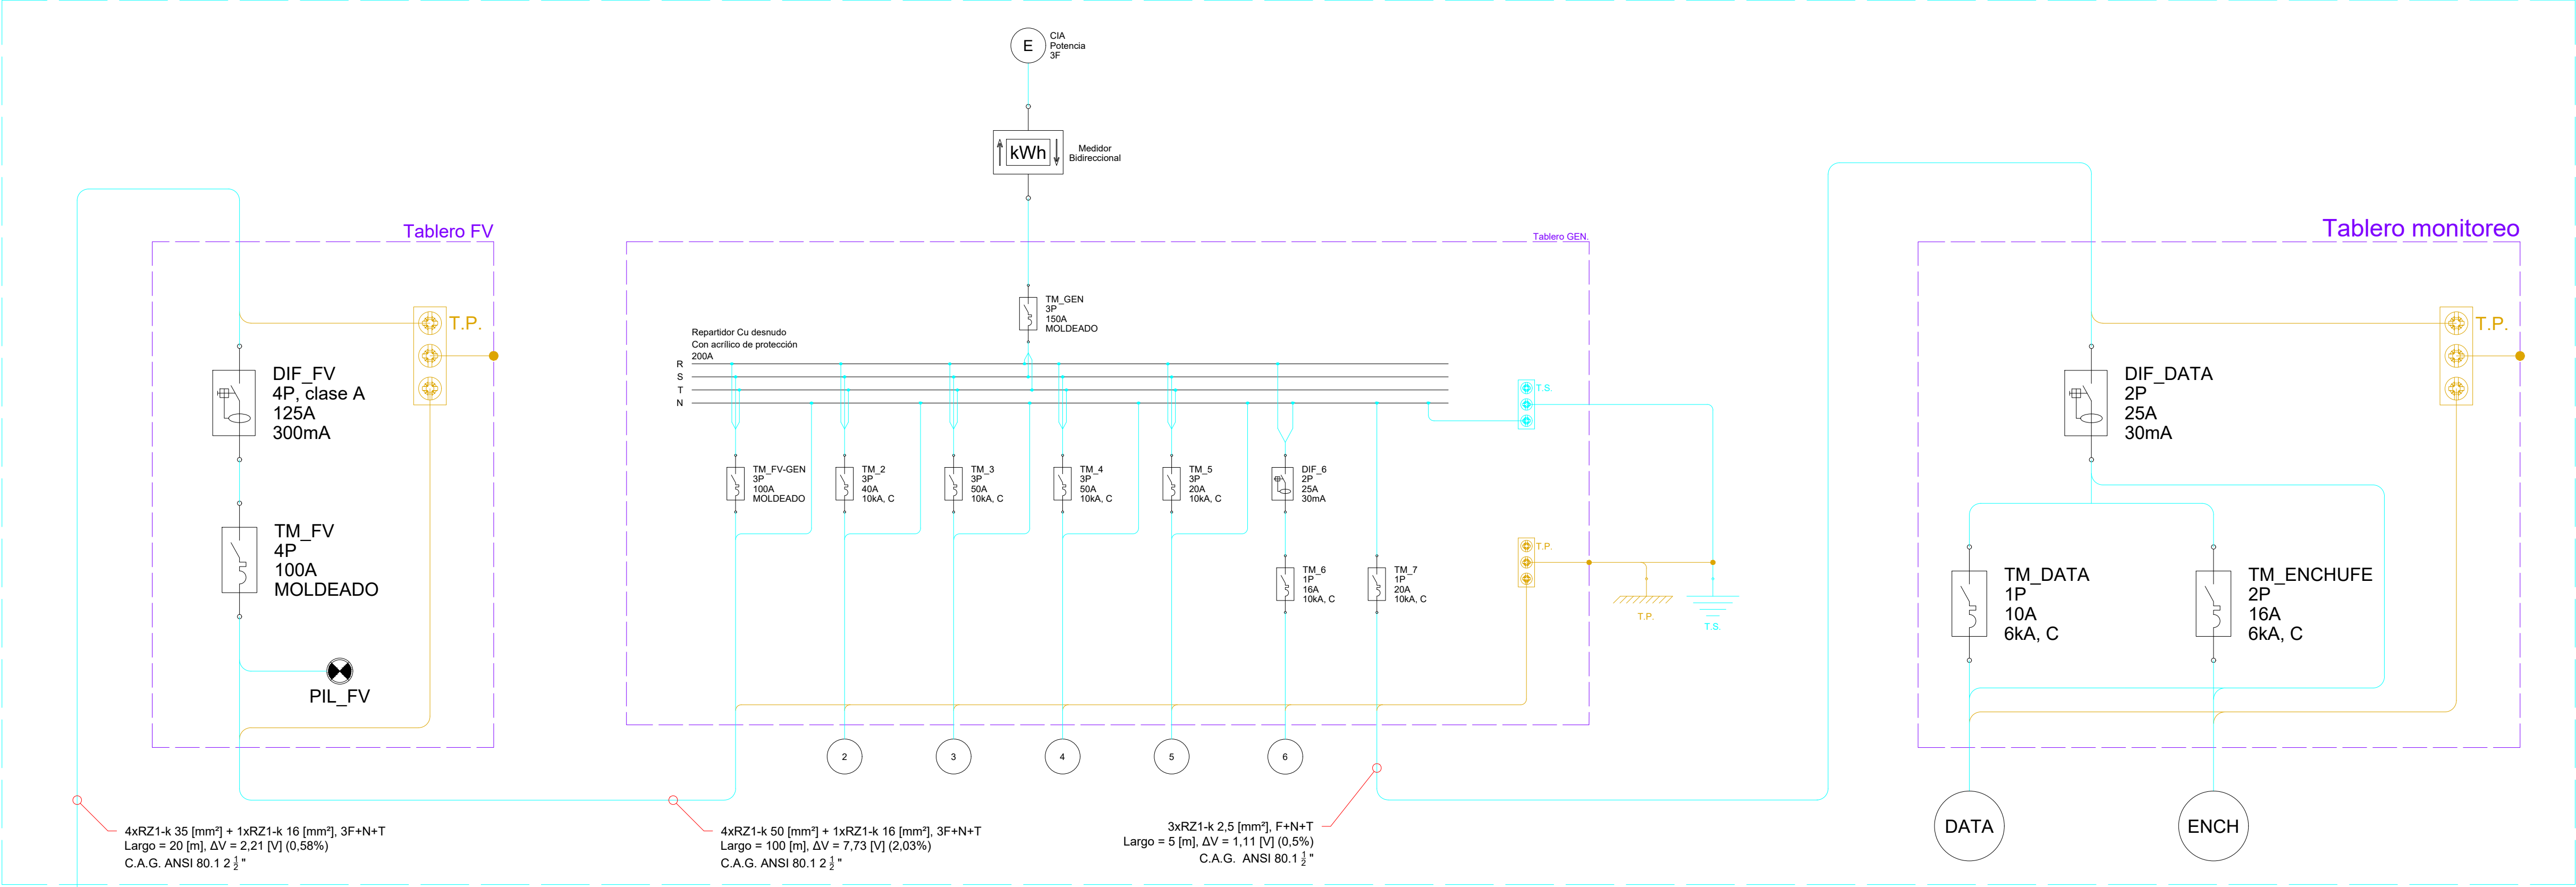 E
CIA
Potencia
3F
kWh
Medidor
Bidireccional
Tablero FV
T.P.
DIF_FV
4P, clase A
125A
300mA
TM_FV
4P
100A
MOLDEADO
PIL_FV
Tablero GEN.
TM_GEN
3P
150A
MOLDEADO
Repartidor Cu desnudo
Con acrílico de protección
200A
R
S
T
N
T.S.
TM_FV-GEN
3P
100A
MOLDEADO
TM_2
3P
40A
10kA, C
TM_3
3P
50A
10kA, C
TM_4
3P
50A
10kA, C
TM_5
3P
20A
10kA, C
DIF_6
2P
25A
30mA
TM_6
1P
16A
10kA, C
TM_7
1P
20A
10kA, C
T.P.
T.P.
T.S.
2
3
4
5
6
Tablero monitoreo
T.P.
DIF_DATA
2P
25A
30mA
TM_DATA
1P
10A
6kA, C
TM_ENCHUFE
2P
16A
6kA, C
DATA
ENCH
4xRZ1-k 35 [mm²] + 1xRZ1-k 16 [mm²], 3F+N+T
Largo = 20 [m], ΔV = 2,21 [V] (0,58%)
C.A.G. ANSI 80.1 2 1/2 "
4xRZ1-k 50 [mm²] + 1xRZ1-k 16 [mm²], 3F+N+T
Largo = 100 [m], ΔV = 7,73 [V] (2,03%)
C.A.G. ANSI 80.1 2 1/2 "
3xRZ1-k 2,5 [mm²], F+N+T
Largo = 5 [m], ΔV = 1,11 [V] (0,5%)
C.A.G. ANSI 80.1 1/2 "